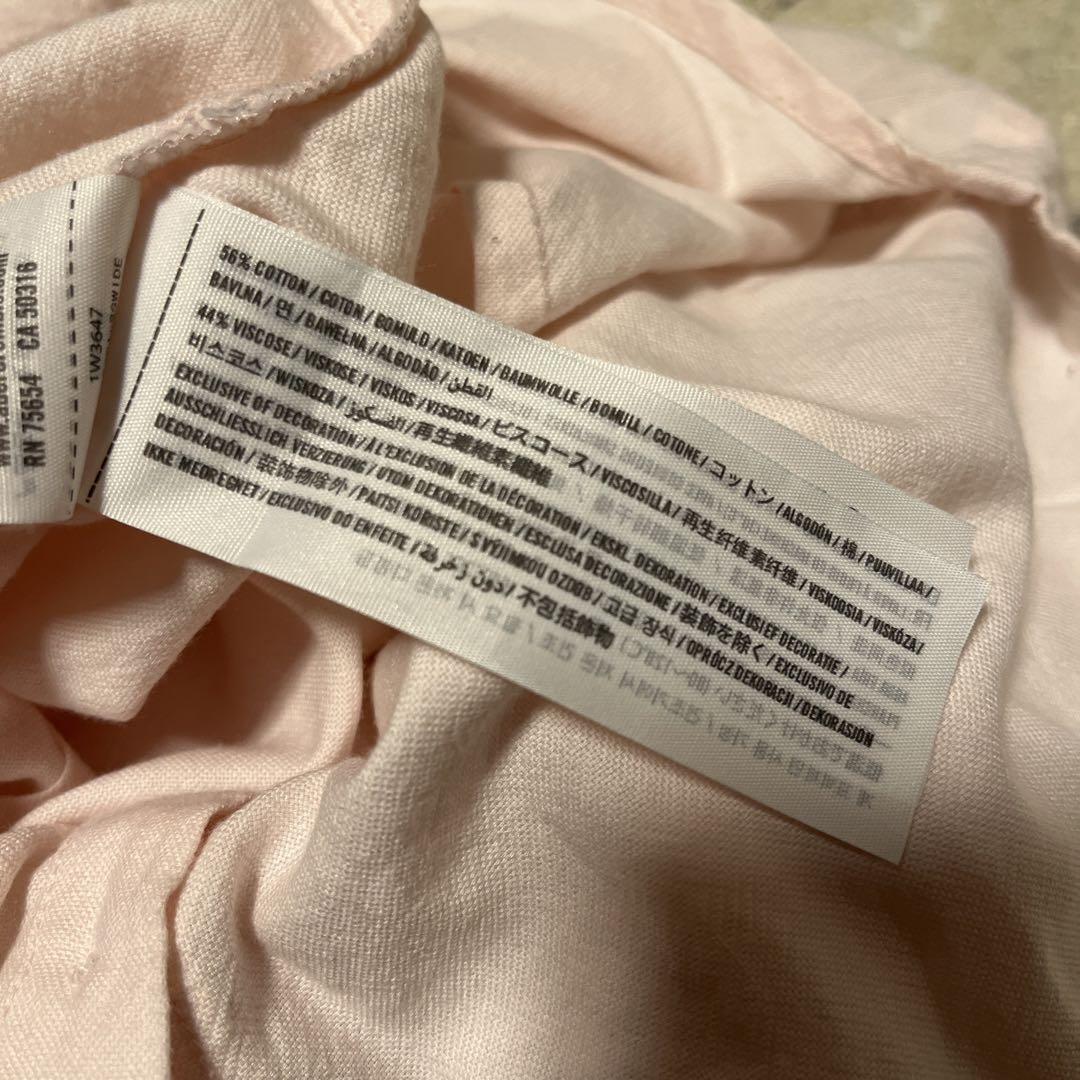 RN 75654 CA 50316
1W3647
56% COTTON / COTON / BOMULD / KATOEN / BAUMWOLLE / BOMULL / COTONE / コットン / ALGODÓN / 棉 / PUUVILLAA /
BAVLNA / 면 / BAWEŁNA / ALGODÃO / القطن
44% VISCOSE / VISKOSE / VISKOS / VISCOSA / ビスコース / VISCOSILLA / 再生纤维素纤维 / VISKOOSIA / VISKÓZA /
비스코스 / WISKOZA / الفسكوز / 再生纖維素纖維
EXCLUSIVE OF DECORATION / À L'EXCLUSION DE LA DÉCORATION / EKSKL DEKORATION / EXCLUSIEF DECORATIE /
AUSSCHLIESSLICH VERZIERUNG / UTOM DEKORATIONEN / ESCLUSA DECORAZIONE / 装飾を除く / EXCLUSIVO DE
DECORACIÓN / 装饰物除外 / PAITSI KORISTE / S VÝJIMKOU OZDOB / 고급 장식 / OPRÓCZ DEKORACJI / DEKORASJON
IKKE MEDREGNET / EXCLUSIVO DO ENFEITE / دون زخرفة / 不包括飾物